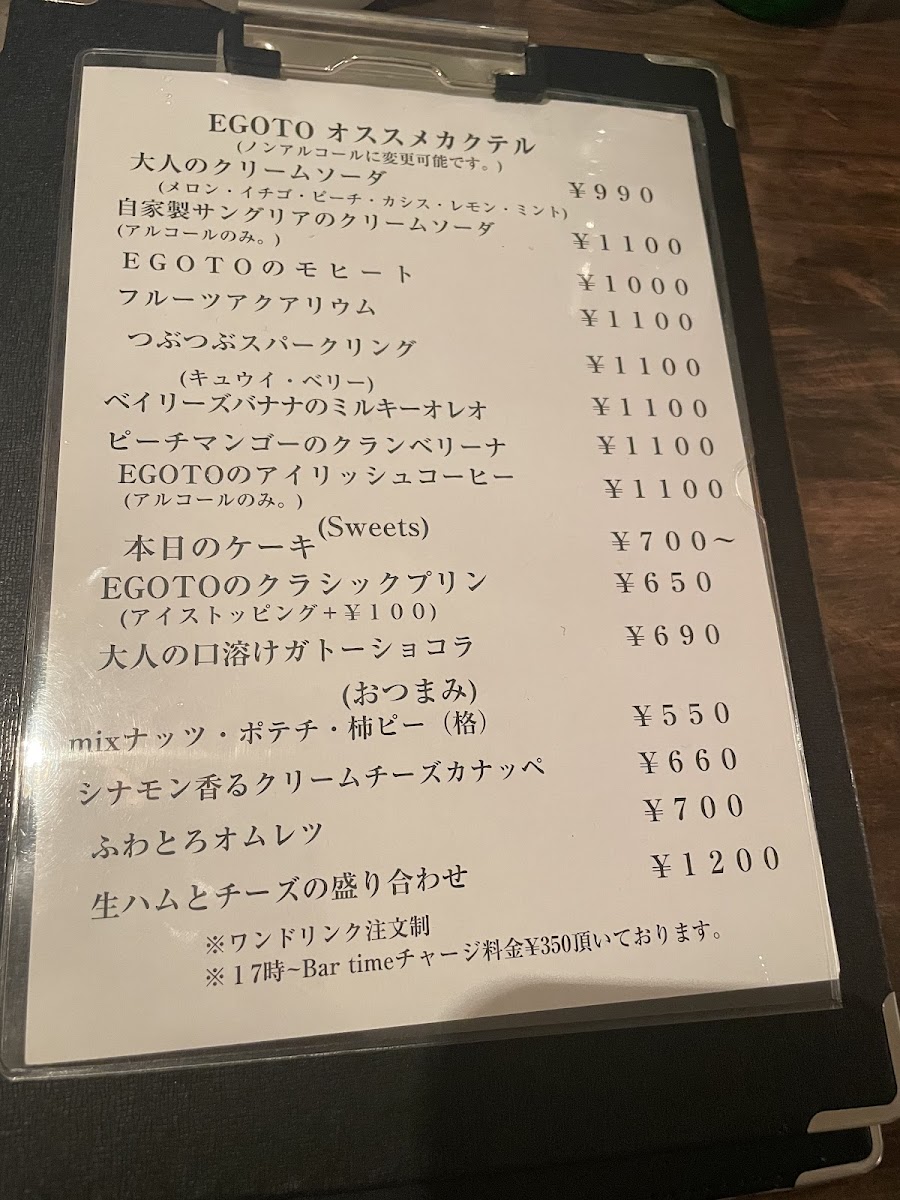 EGOTO オススメカクテル
(ノンアルコールに変更可能です。)
大人のクリームソーダ ￥９９０
(メロン・イチゴ・ピーチ・カシス・レモン・ミント)
自家製サングリアのクリームソーダ ￥１１００
(アルコールのみ。)
ＥＧＯＴＯのモヒート ￥１０００
フルーツアクアリウム ￥１１００
つぶつぶスパークリング ￥１１００
(キュウイ・ベリー)
ベイリーズバナナのミルキーオレオ ￥１１００
ピーチマンゴーのクランベリーナ ￥１１００
EGOTOのアイリッシュコーヒー ￥１１００
(アルコールのみ。)
(Sweets)
本日のケーキ ￥７００～
EGOTOのクラシックプリン ￥６５０
(アイストッピング＋￥１００)
大人の口溶けガトーショコラ ￥６９０
(おつまみ)
mixナッツ・ポテチ・柿ピー（格） ￥５５０
シナモン香るクリームチーズカナッペ ￥６６０
ふわとろオムレツ ￥７００
生ハムとチーズの盛り合わせ ￥１２００
※ワンドリンク注文制
※１７時~Bar timeチャージ料金¥350頂いております。